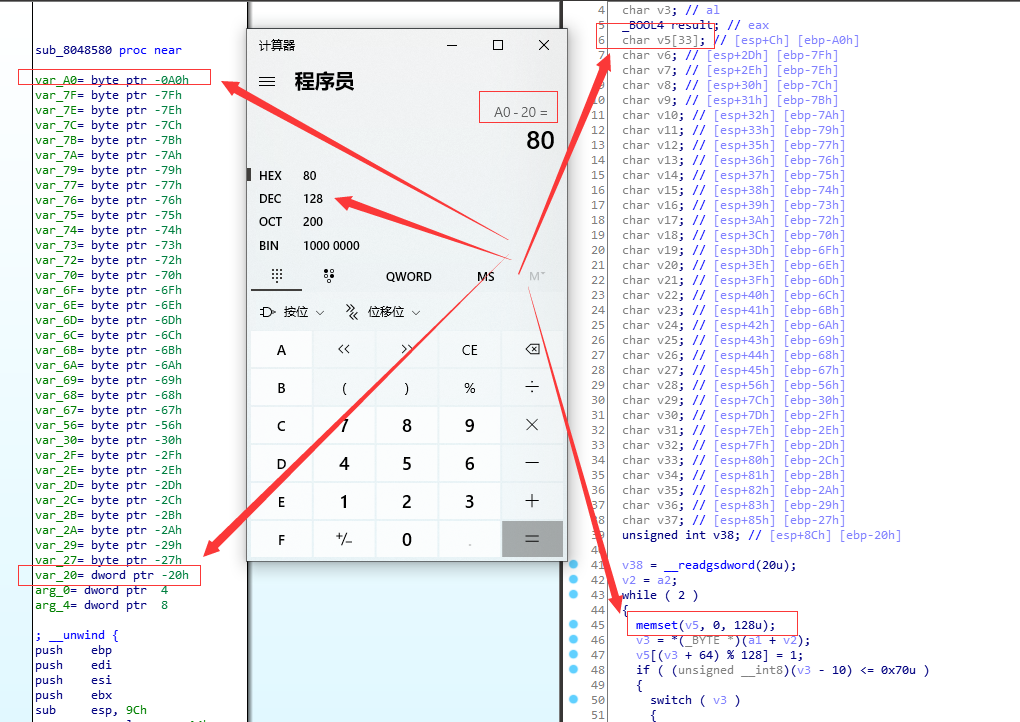 sub_8048580 proc near
var_A0= byte ptr -0A0h
var_7F= byte ptr -7Fh
var_7E= byte ptr -7Eh
var_7C= byte ptr -7Ch
var_7B= byte ptr -7Bh
var_7A= byte ptr -7Ah
var_79= byte ptr -79h
var_77= byte ptr -77h
var_76= byte ptr -76h
var_75= byte ptr -75h
var_74= byte ptr -74h
var_73= byte ptr -73h
var_72= byte ptr -72h
var_70= byte ptr -70h
var_6F= byte ptr -6Fh
var_6E= byte ptr -6Eh
var_6D= byte ptr -6Dh
var_6C= byte ptr -6Ch
var_6B= byte ptr -6Bh
var_6A= byte ptr -6Ah
var_69= byte ptr -69h
var_68= byte ptr -68h
var_67= byte ptr -67h
var_56= byte ptr -56h
var_30= byte ptr -30h
var_2F= byte ptr -2Fh
var_2E= byte ptr -2Eh
var_2D= byte ptr -2Dh
var_2C= byte ptr -2Ch
var_2B= byte ptr -2Bh
var_2A= byte ptr -2Ah
var_29= byte ptr -29h
var_27= byte ptr -27h
var_20= dword ptr -20h
arg_0= dword ptr  4
arg_4= dword ptr  8
; __unwind {
push    ebp
push    edi
push    esi
push    ebx
sub     esp, 9Ch
计算器
程序员
A0 - 20 =
80
HEX 80
DEC 128
OCT 200
BIN 1000 0000
QWORD MS M
按位 位移位
A << >> CE
B ( ) % ÷
C 7 8 9 ×
D 4 5 6 −
E 1 2 3 +
F +/− 0 . =
4 char v3; // al
5 _BOOL4 result; // eax
6 char v5[33]; // [esp+Ch] [ebp-A0h]
7 char v6; // [esp+2Dh] [ebp-7Fh]
char v7; // [esp+2Eh] [ebp-7Eh]
char v8; // [esp+30h] [ebp-7Ch]
10 char v9; // [esp+31h] [ebp-7Bh]
11 char v10; // [esp+32h] [ebp-7Ah]
12 char v11; // [esp+33h] [ebp-79h]
13 char v12; // [esp+35h] [ebp-77h]
14 char v13; // [esp+36h] [ebp-76h]
15 char v14; // [esp+37h] [ebp-75h]
16 char v15; // [esp+38h] [ebp-74h]
17 char v16; // [esp+39h] [ebp-73h]
18 char v17; // [esp+3Ah] [ebp-72h]
19 char v18; // [esp+3Ch] [ebp-70h]
20 char v19; // [esp+3Dh] [ebp-6Fh]
21 char v20; // [esp+3Eh] [ebp-6Eh]
22 char v21; // [esp+3Fh] [ebp-6Dh]
23 char v22; // [esp+40h] [ebp-6Ch]
24 char v23; // [esp+41h] [ebp-6Bh]
25 char v24; // [esp+42h] [ebp-6Ah]
26 char v25; // [esp+43h] [ebp-69h]
27 char v26; // [esp+44h] [ebp-68h]
28 char v27; // [esp+45h] [ebp-67h]
29 char v28; // [esp+56h] [ebp-56h]
30 char v29; // [esp+7Ch] [ebp-30h]
31 char v30; // [esp+7Dh] [ebp-2Fh]
32 char v31; // [esp+7Eh] [ebp-2Eh]
33 char v32; // [esp+7Fh] [ebp-2Dh]
34 char v33; // [esp+80h] [ebp-2Ch]
35 char v34; // [esp+81h] [ebp-2Bh]
36 char v35; // [esp+82h] [ebp-2Ah]
37 char v36; // [esp+83h] [ebp-29h]
38 char v37; // [esp+85h] [ebp-27h]
39 unsigned int v38; // [esp+8Ch] [ebp-20h]
41 v38 = __readgsdword(20u);
42 v2 = a2;
43 while ( 2 )
44 {
45 memset(v5, 0, 128u);
46 v3 = *(_BYTE *)(a1 + v2);
47 v5[(v3 + 64) % 128] = 1;
48 if ( (unsigned __int8)(v3 - 10) <= 0x70u )
49 {
50 switch ( v3 )
51 {